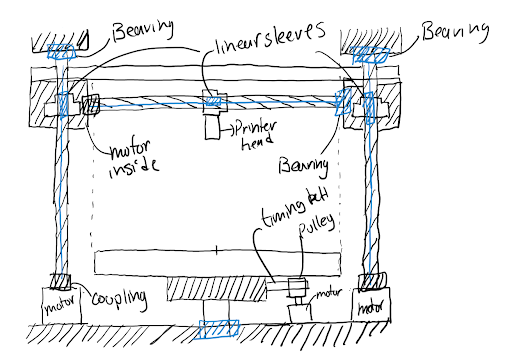 Bearing
linear sleeves
Bearing
Printer
head
motor
inside
Bearing
timing belt
Pulley
coupling
motor
motor
motor